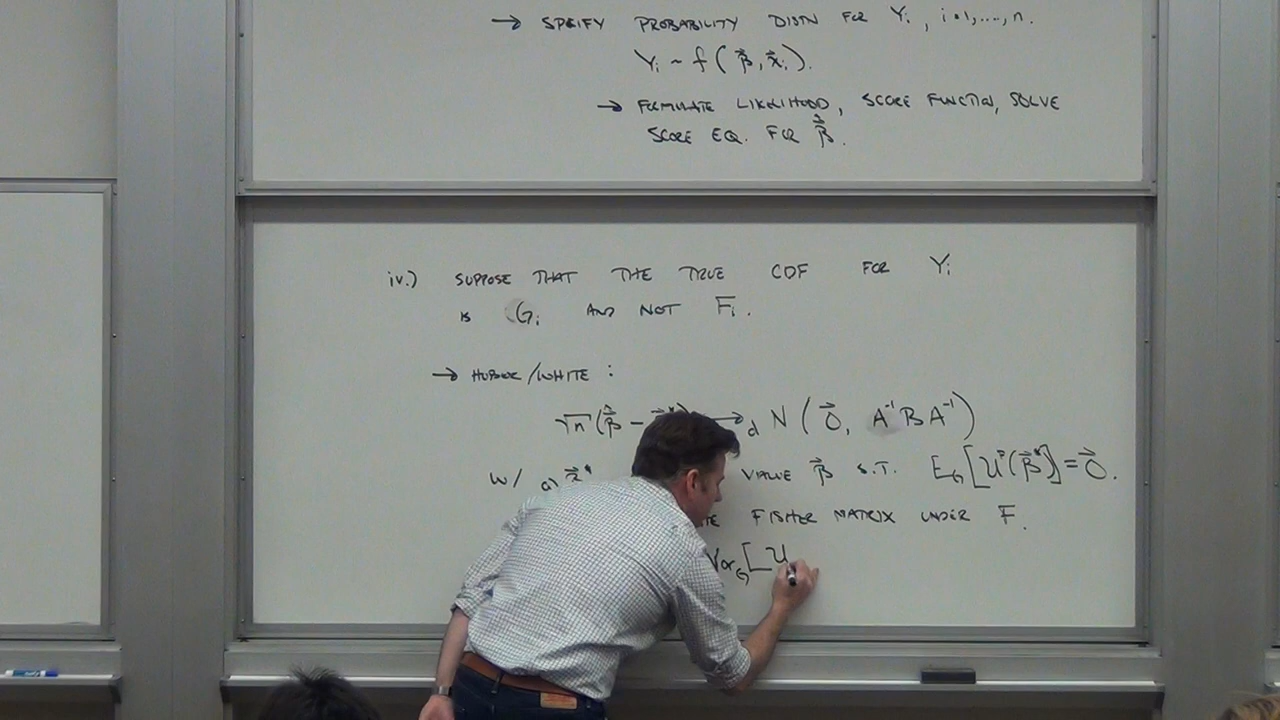 → SPECIFY PROBABILITY DISTN FOR Yi, i=1,...,n.
Yi ~ f(β⃗, x⃗i).
→ FORMULATE LIKELIHOOD, SCORE FUNCTION, SOLVE
SCORE EQ. FOR β̂⃗.
iv.) SUPPOSE THAT THE TRUE CDF FOR Yi
IS Gi AND NOT Fi.
→ HUBER/WHITE:
√n(β̂⃗ - →d N(0⃗, A⁻¹BA⁻¹)
W/ a) VALUE β⃗ S.T. E_G[U(β⃗*)]=0⃗.
FISHER MATRIX UNDER F.
Var_G[U